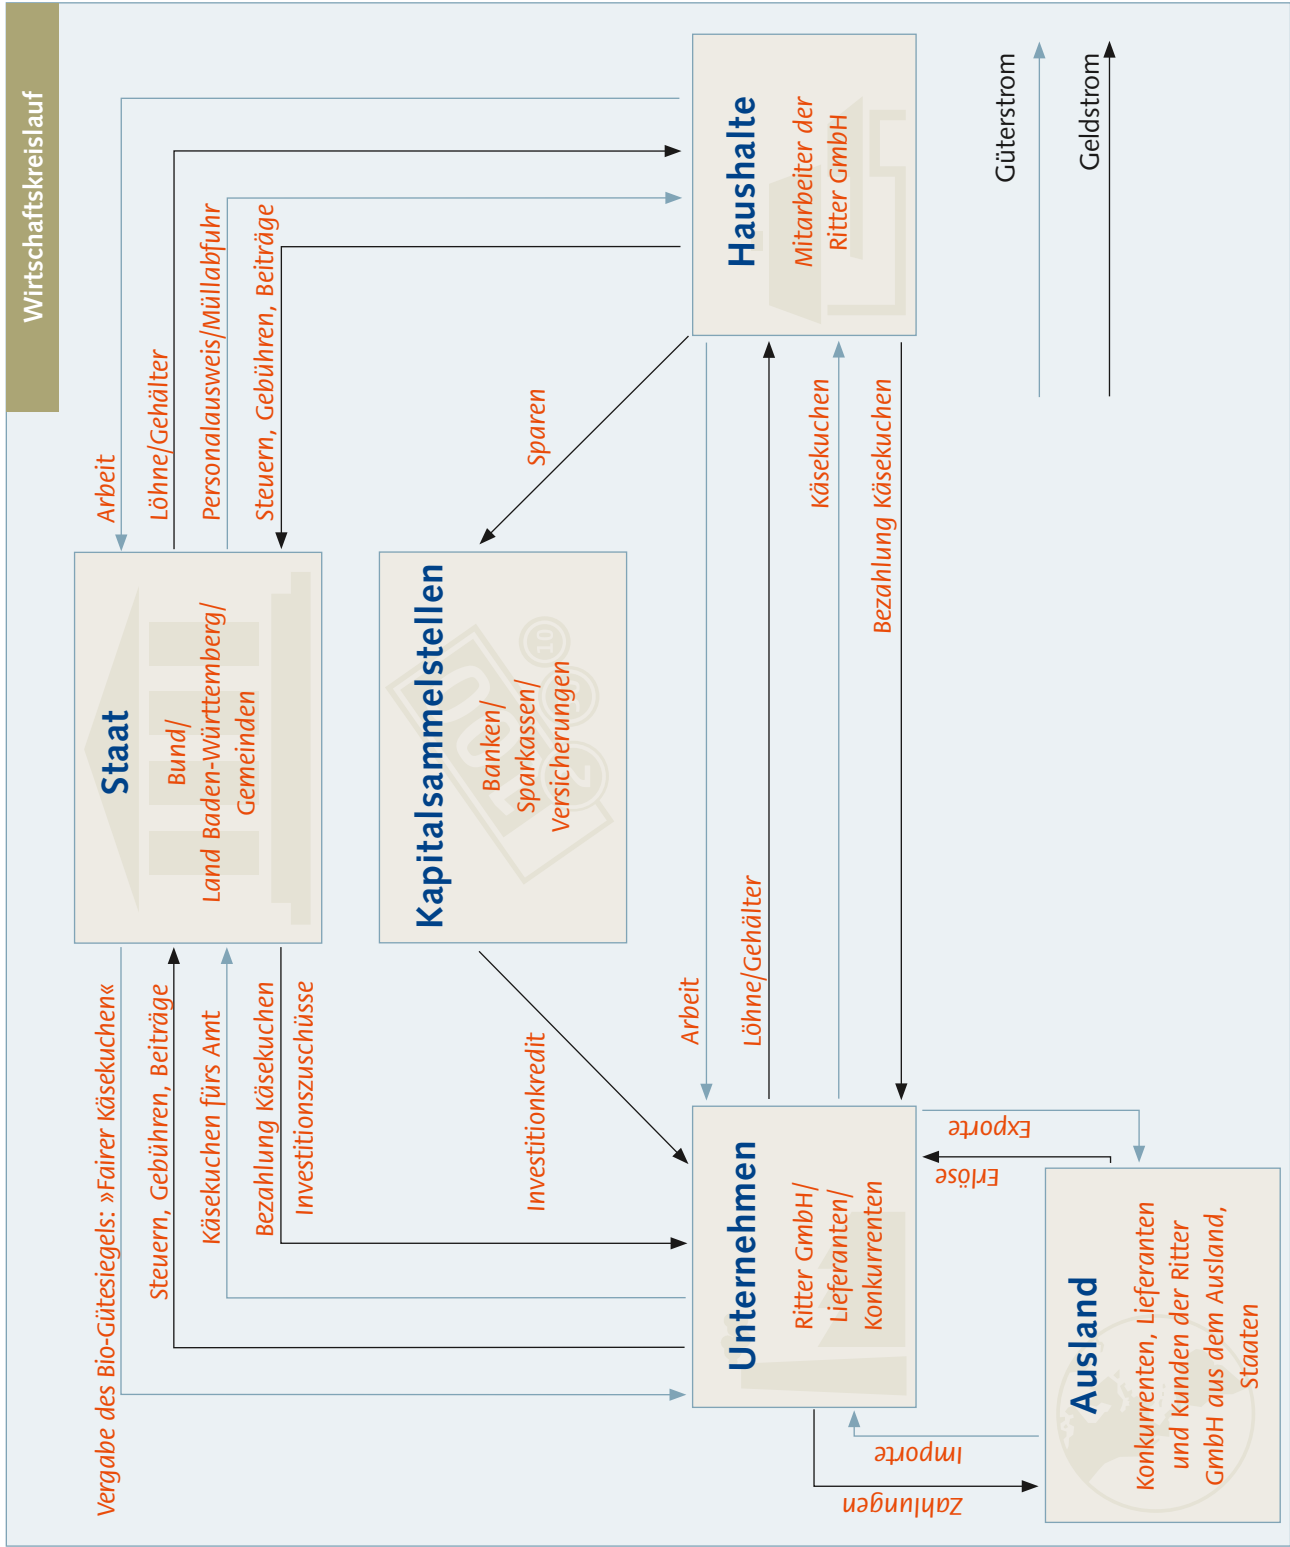 Wirtschaftskreislauf
Vergabe des Bio-Gütesiegels: »Fairer Käsekuchen«
Steuern, Gebühren, Beiträge
Käsekuchen fürs Amt
Bezahlung Käsekuchen
Investitionszuschüsse
Staat
Bund/
Land Baden-Württemberg/
Gemeinden
Arbeit
Löhne/Gehälter
Personalausweis/Müllabfuhr
Steuern, Gebühren, Beiträge
Kapitalsammelstellen
Banken/
Sparkassen/
Versicherungen
Investitionkredit
Sparen
Unternehmen
Ritter GmbH/
Lieferanten/
Konkurrenten
Arbeit
Löhne/Gehälter
Käsekuchen
Bezahlung Käsekuchen
Haushalte
Mitarbeiter der
Ritter GmbH
Zahlungen
Importe
Erlöse
Exporte
Ausland
Konkurrenten, Lieferanten
und Kunden der Ritter
GmbH aus dem Ausland,
Staaten
Güterstrom
Geldstrom